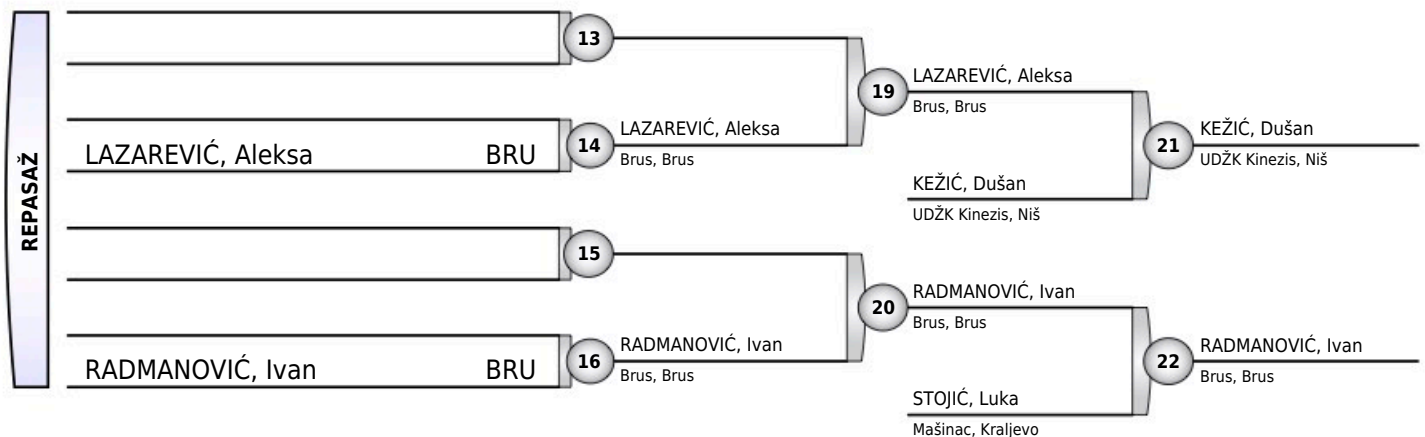 REPASAŽ
13
LAZAREVIĆ, Aleksa BRU
14
LAZAREVIĆ, Aleksa
Brus, Brus
19
LAZAREVIĆ, Aleksa
Brus, Brus
KEŽIĆ, Dušan
UDŽK Kinezis, Niš
21
KEŽIĆ, Dušan
UDŽK Kinezis, Niš
15
RADMANOVIĆ, Ivan BRU
16
RADMANOVIĆ, Ivan
Brus, Brus
20
RADMANOVIĆ, Ivan
Brus, Brus
STOJIĆ, Luka
Mašinac, Kraljevo
22
RADMANOVIĆ, Ivan
Brus, Brus